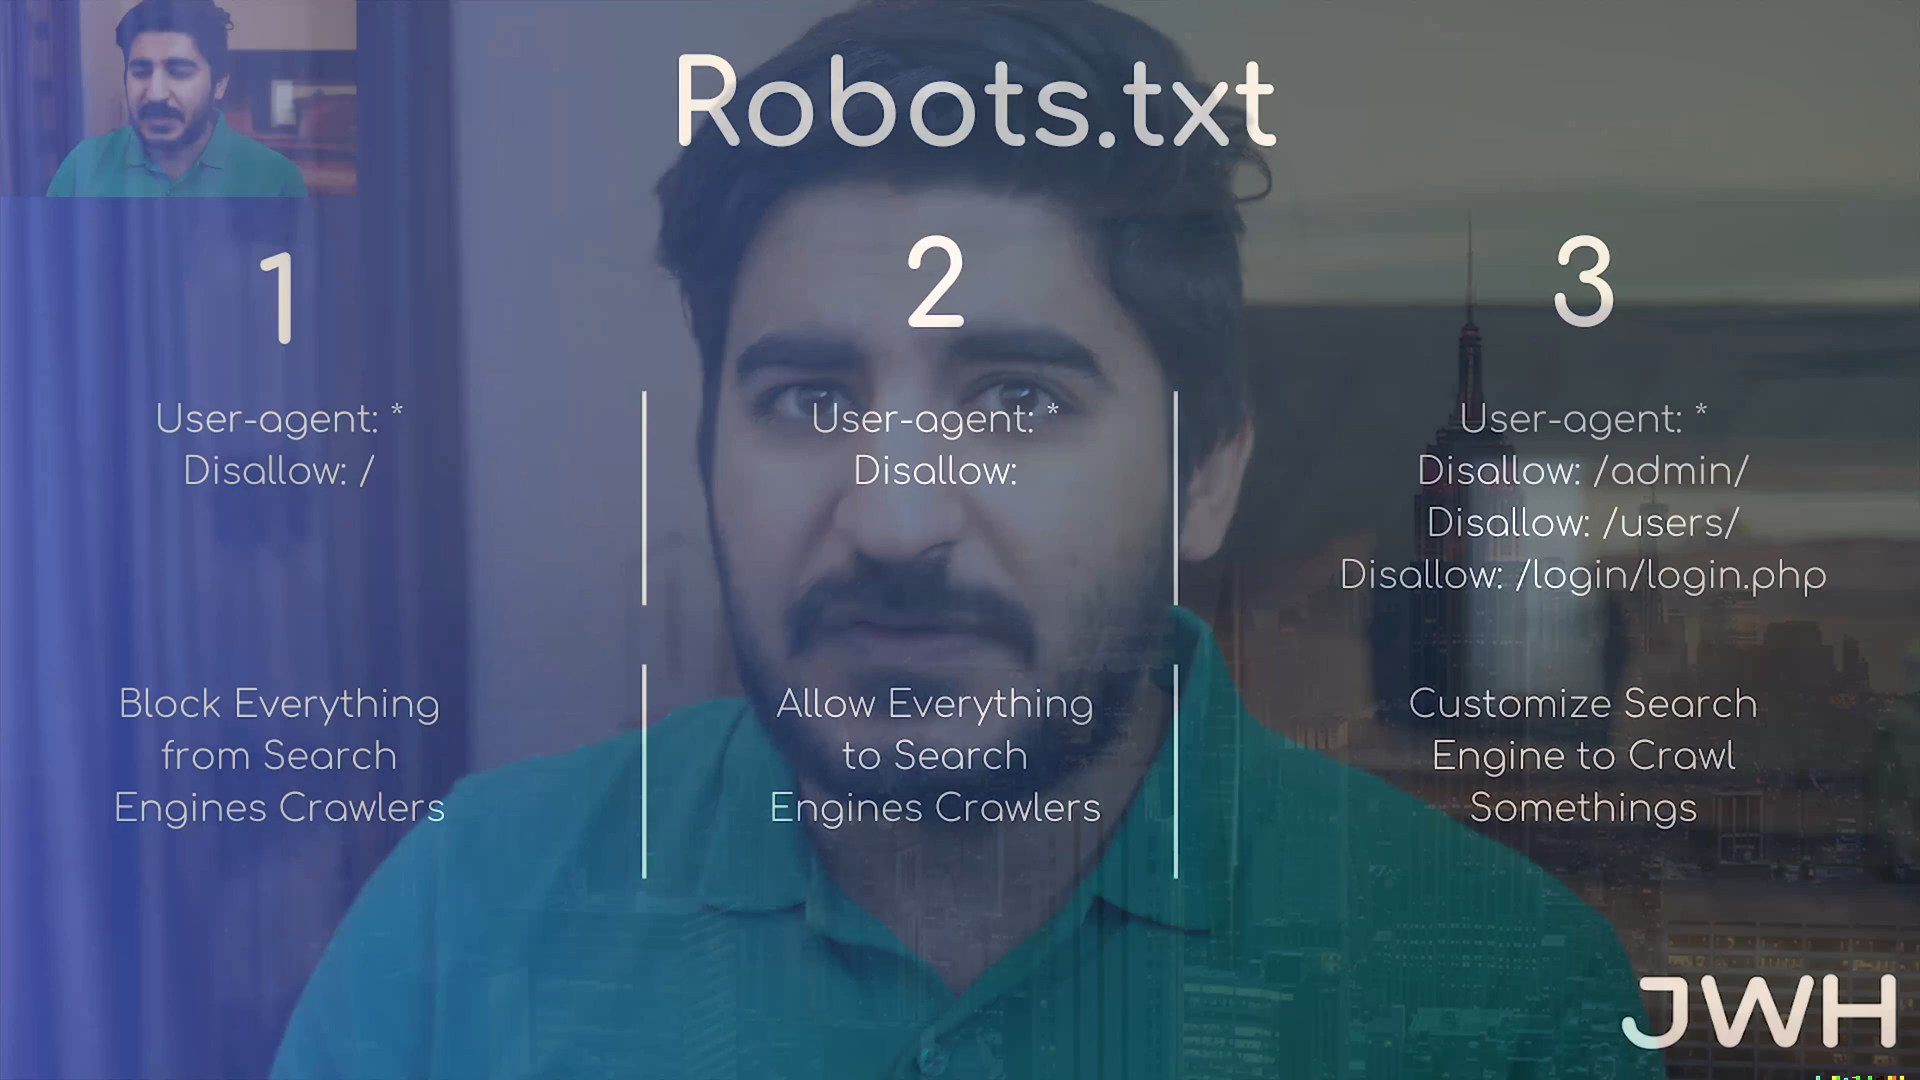 Robots.txt
1
User-agent: *
Disallow: /
Block Everything
from Search
Engines Crawlers
2
User-agent: *
Disallow:
Allow Everything
to Search
Engines Crawlers
3
User-agent: *
Disallow: /admin/
Disallow: /users/
Disallow: /login/login.php
Customize Search
Engine to Crawl
Somethings
JWH